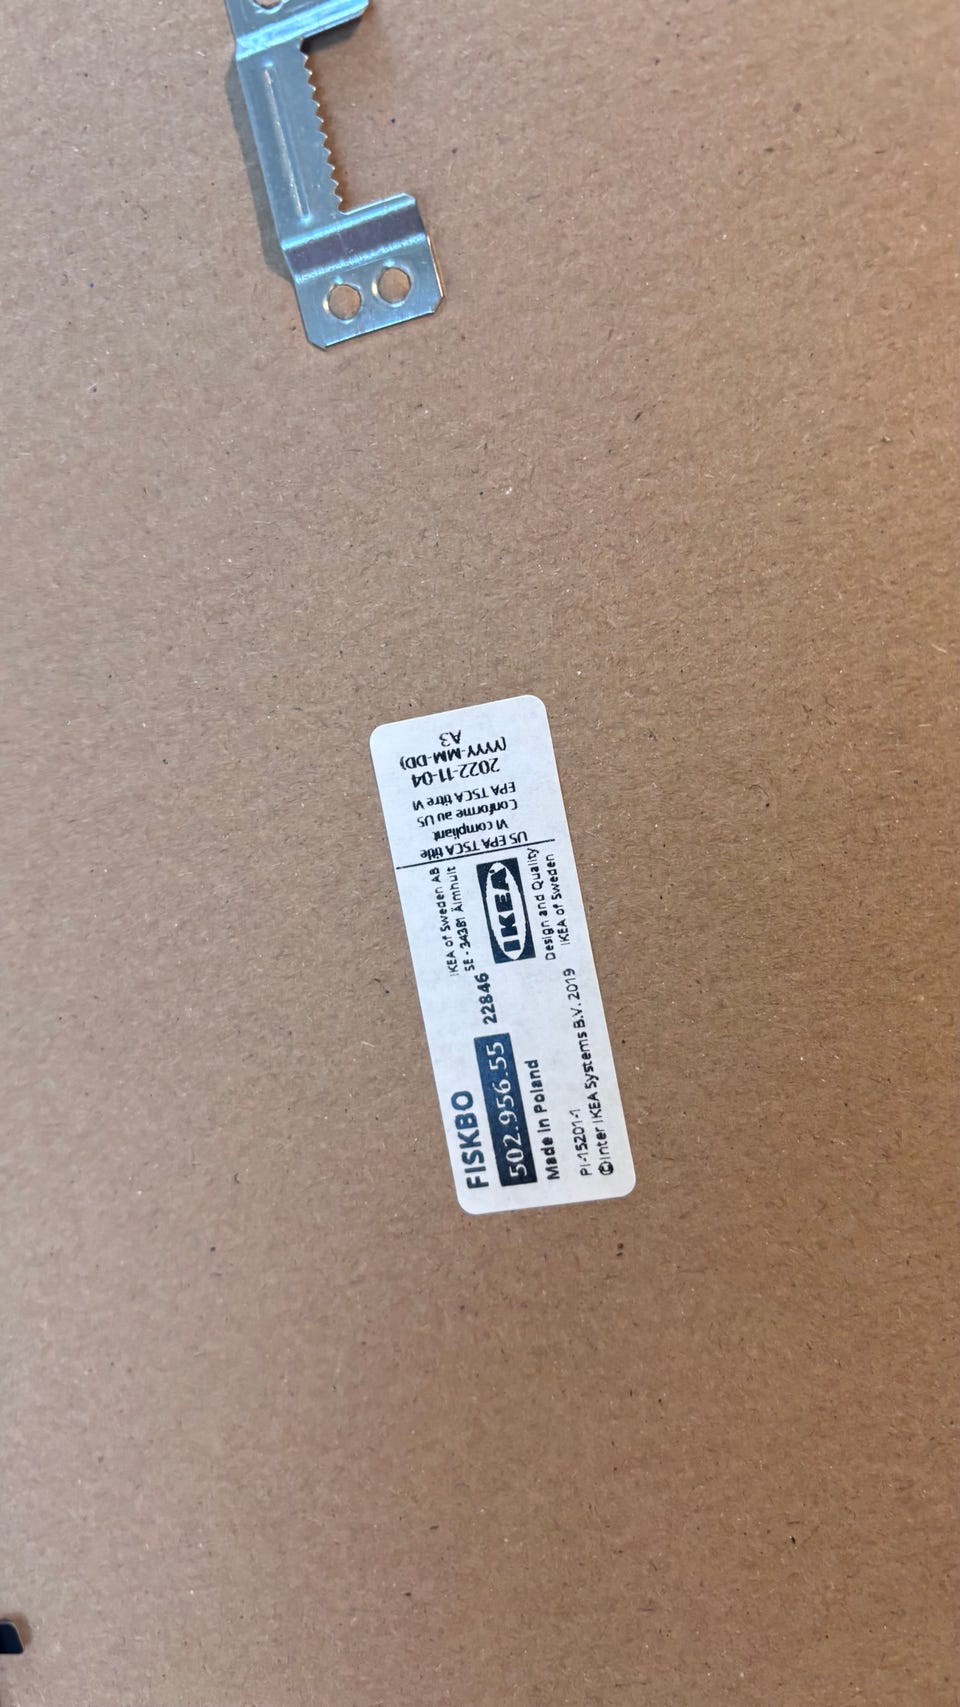 FISKBO
502.956.55 22846
Made in Poland
PI-15201-1
©Inter IKEA Systems B.V. 2019
IKEA of Sweden AB
SE - 34381 Älmhult
IKEA
Design and Quality
IKEA of Sweden
US EPA TSCA title
VI compliant
Conforme au US
EPA TSCA titre VI
2022-11-04
(YYYY-MM-DD)
A3